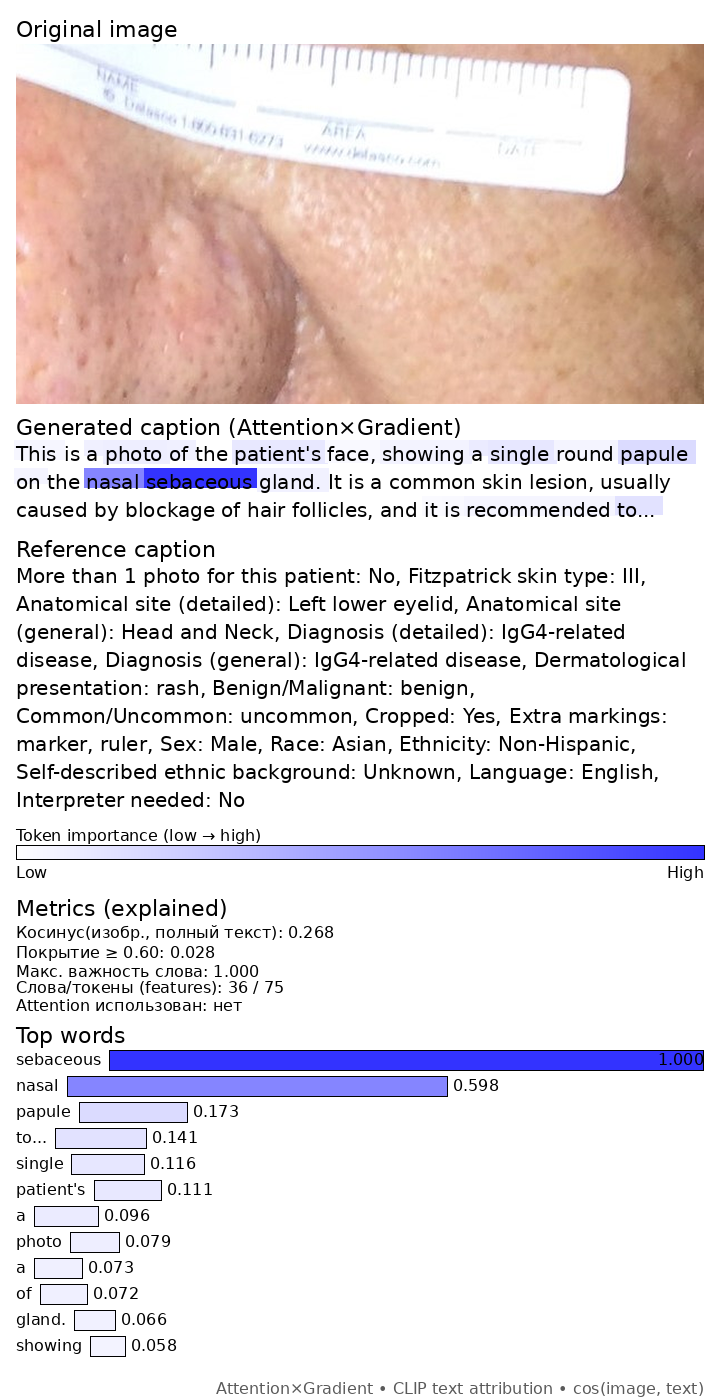 Original image
NAME
© Delasco 1.800.831.6273
AREA
www.delasco.com
DATE
Generated caption (Attention×Gradient)
This is a photo of the patient's face, showing a single round papule
on the nasal sebaceous gland. It is a common skin lesion, usually
caused by blockage of hair follicles, and it is recommended to...
Reference caption
More than 1 photo for this patient: No, Fitzpatrick skin type: III,
Anatomical site (detailed): Left lower eyelid, Anatomical site
(general): Head and Neck, Diagnosis (detailed): IgG4-related
disease, Diagnosis (general): IgG4-related disease, Dermatological
presentation: rash, Benign/Malignant: benign,
Common/Uncommon: uncommon, Cropped: Yes, Extra markings:
marker, ruler, Sex: Male, Race: Asian, Ethnicity: Non-Hispanic,
Self-described ethnic background: Unknown, Language: English,
Interpreter needed: No
Token importance (low → high)
Low High
Metrics (explained)
Косинус(изобр., полный текст): 0.268
Покрытие ≥ 0.60: 0.028
Макс. важность слова: 1.000
Слова/токены (features): 36 / 75
Attention использован: нет
Top words
sebaceous 1.000
nasal 0.598
papule 0.173
to... 0.141
single 0.116
patient's 0.111
a 0.096
photo 0.079
a 0.073
of 0.072
gland. 0.066
showing 0.058
Attention×Gradient • CLIP text attribution • cos(image, text)